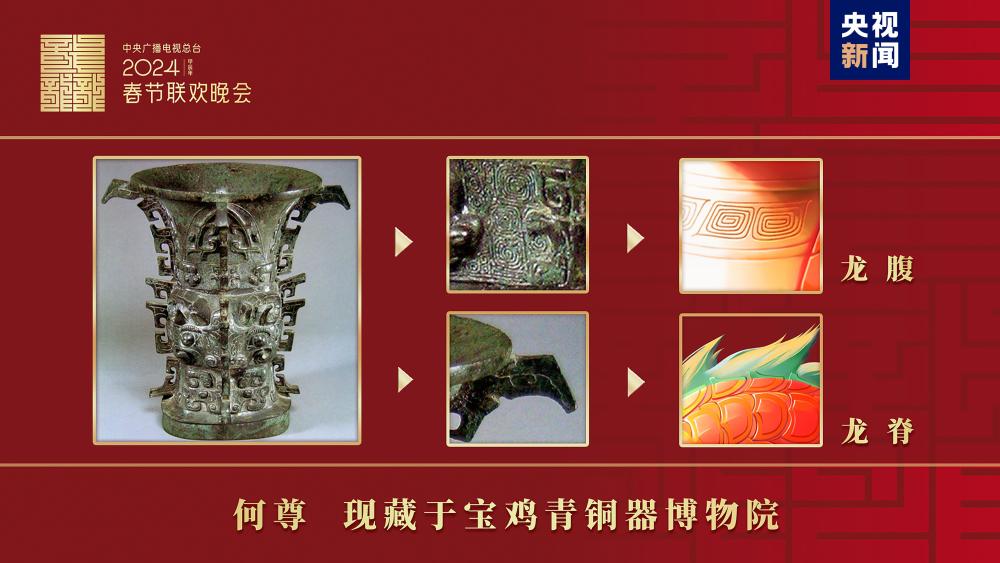 中央广播电视总台
2024 甲辰年
春节联欢晚会
央视
新闻
龙腹
龙脊
何尊 现藏于宝鸡青铜器博物院